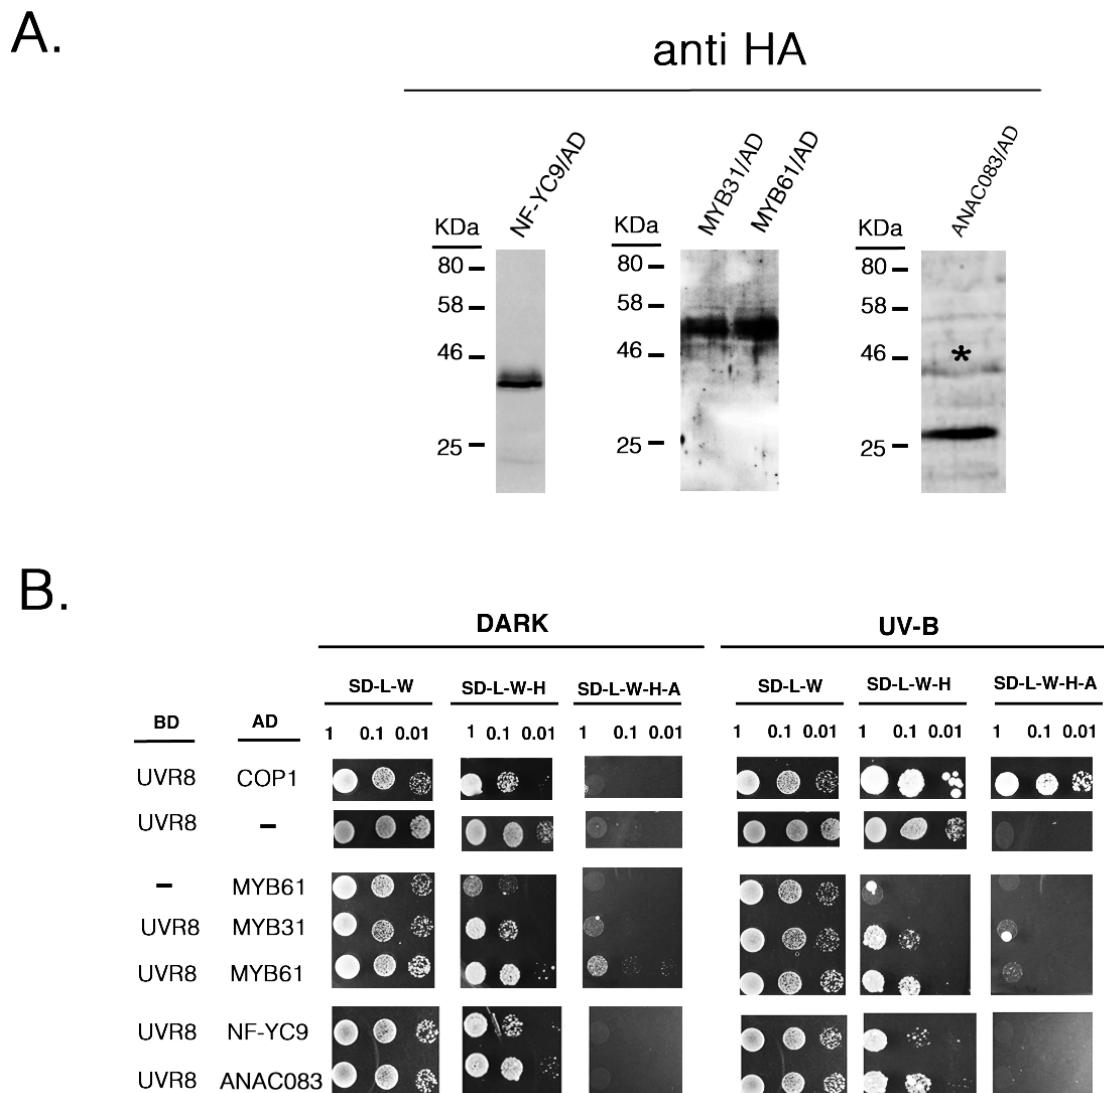 A.
anti HA
NF-YC9/AD
MYB31/AD
MYB61/AD
ANAC083/AD
KDa
80
58
46
25
KDa
80
58
46
25
KDa
80
58
46
25
*
B.
DARK UV-B
SD-L-W SD-L-W-H SD-L-W-H-A SD-L-W SD-L-W-H SD-L-W-H-A
BD AD 1 0.1 0.01 1 0.1 0.01 1 0.1 0.01 1 0.1 0.01 1 0.1 0.01 1 0.1 0.01
UVR8 COP1
UVR8 –
– MYB61
UVR8 MYB31
UVR8 MYB61
UVR8 NF-YC9
UVR8 ANAC083